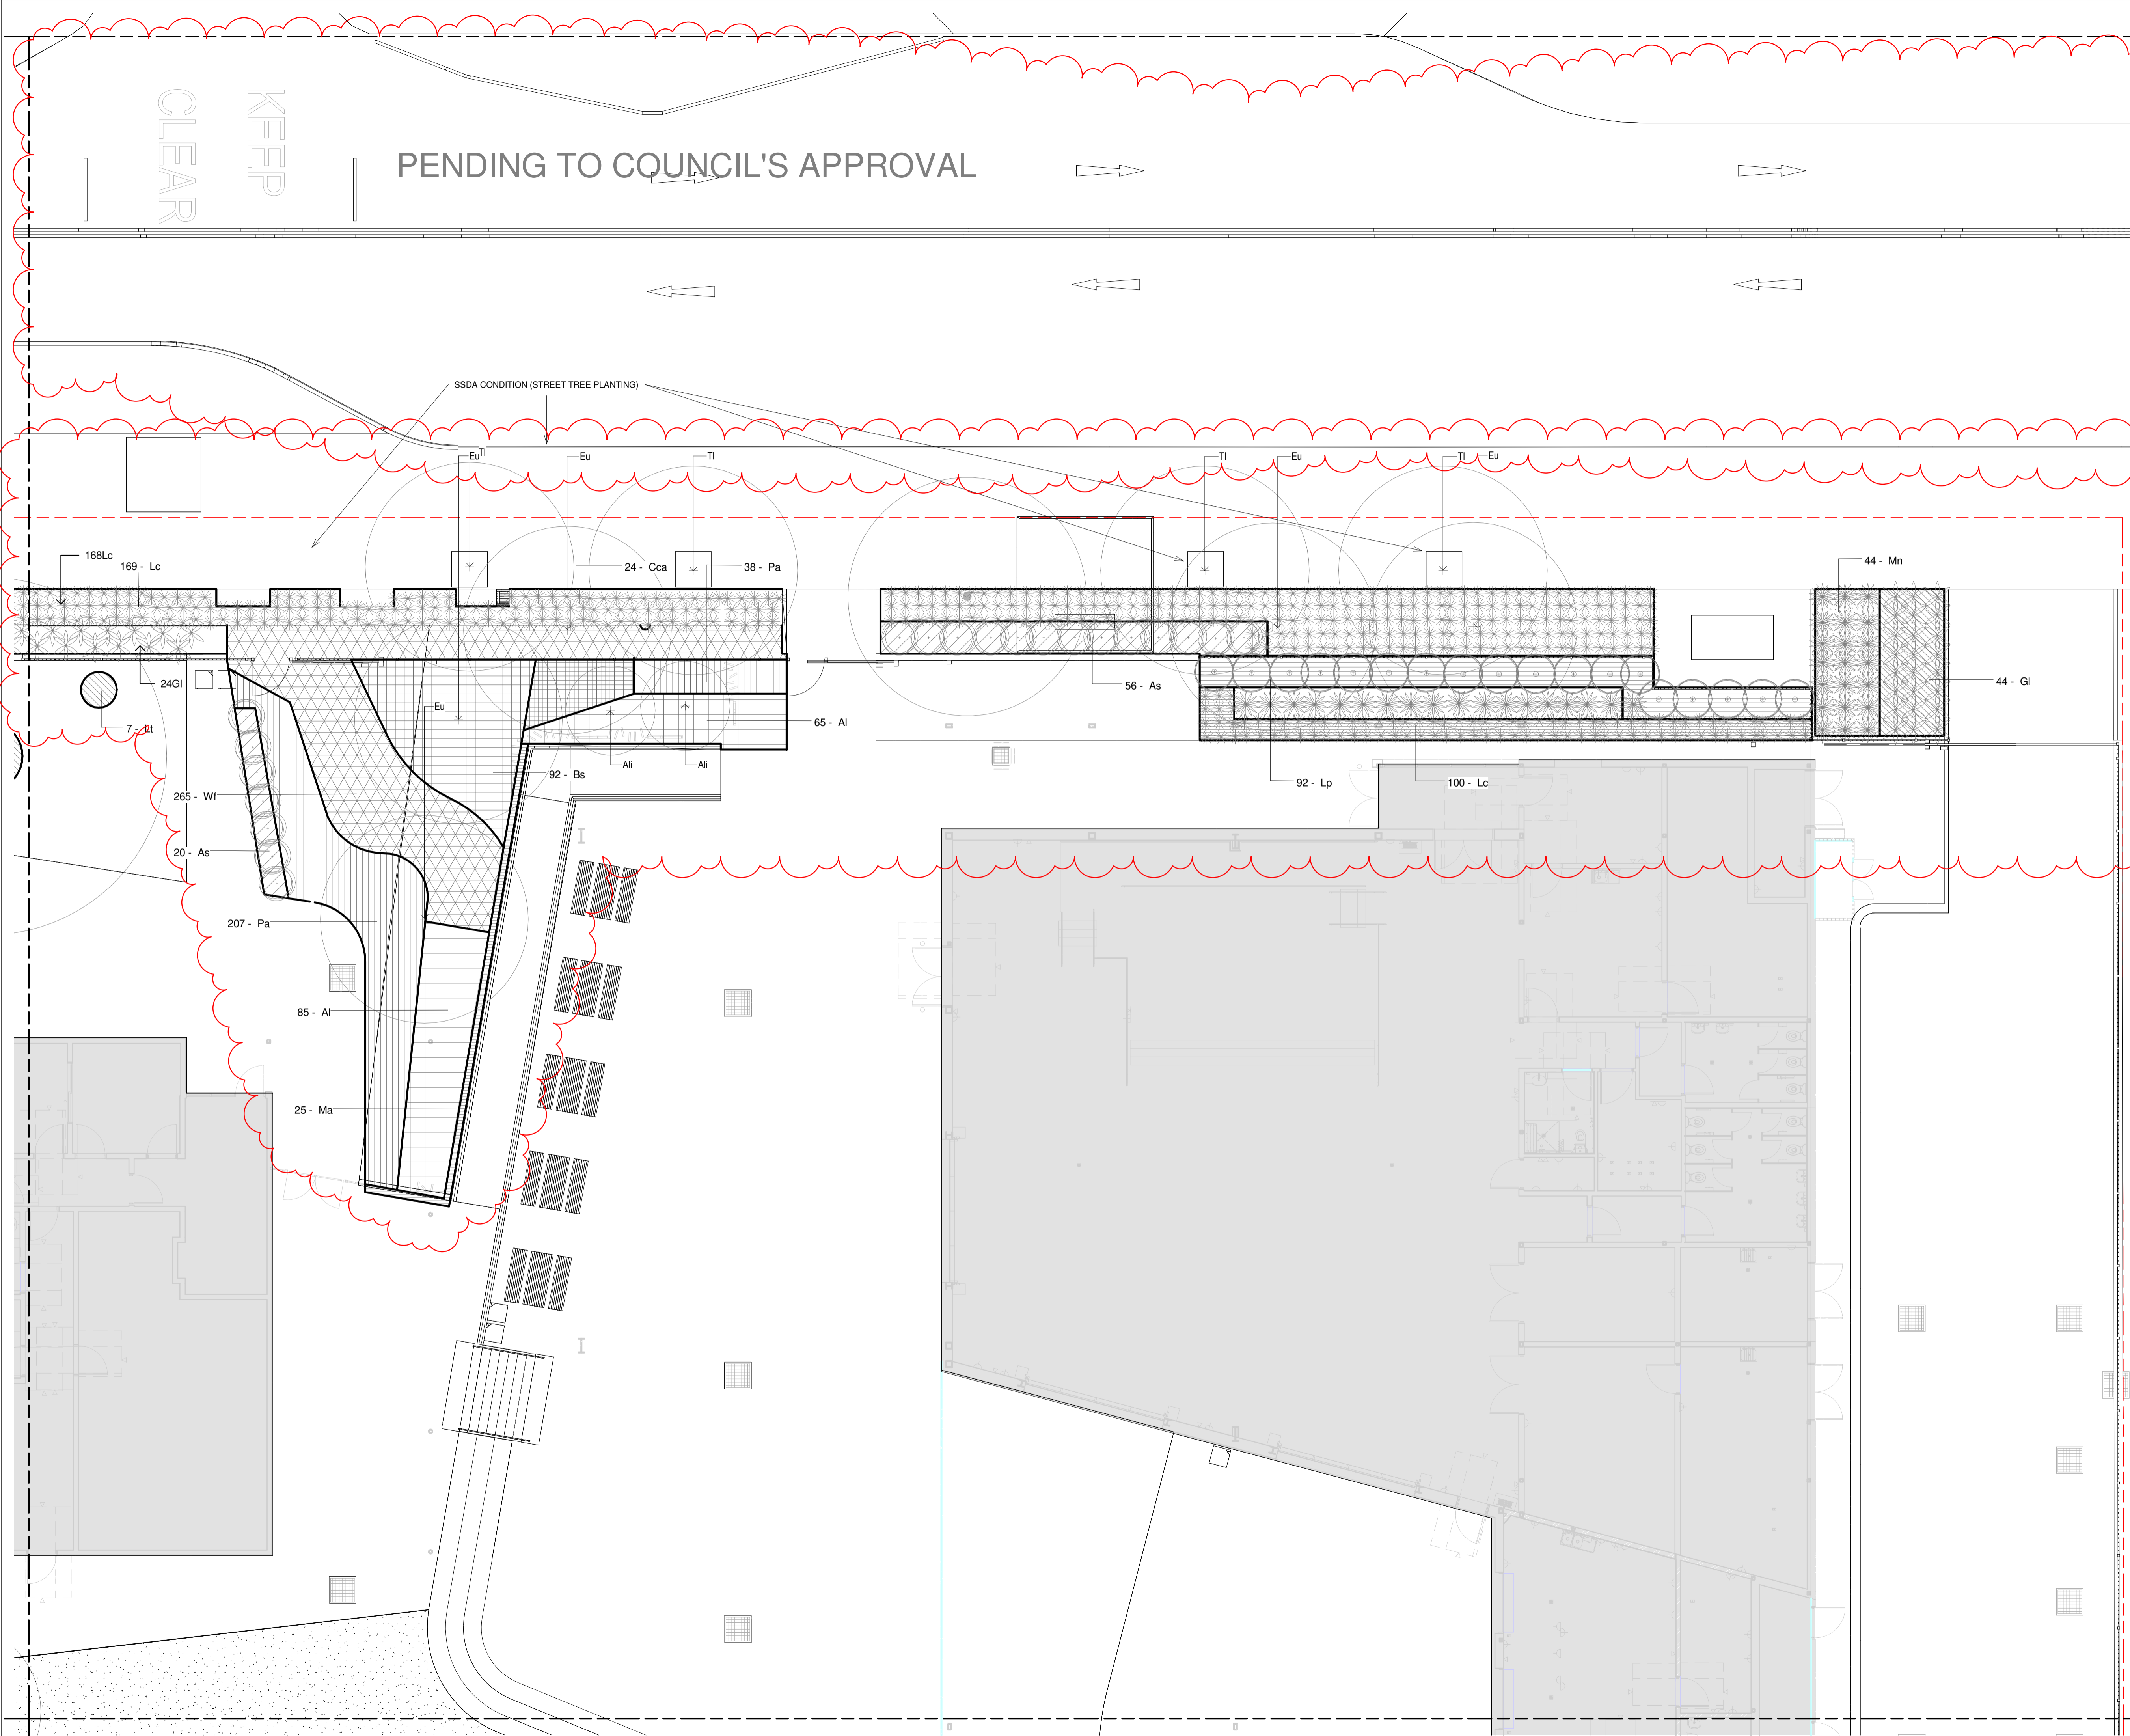 KEEP
CLEAR
PENDING TO COUNCIL'S APPROVAL
SSDA CONDITION (STREET TREE PLANTING)
Eu
Tl
Eu
Tl
Tl
Eu
Tl
Eu
168Lc
169 - Lc
24 - Cca
38 - Pa
44 - Mn
24Gl
56 - As
44 - Gl
Eu
65 - Al
Ali
Ali
92 - Bs
92 - Lp
100 - Lc
265 - Wf
20 - As
207 - Pa
85 - Al
25 - Ma